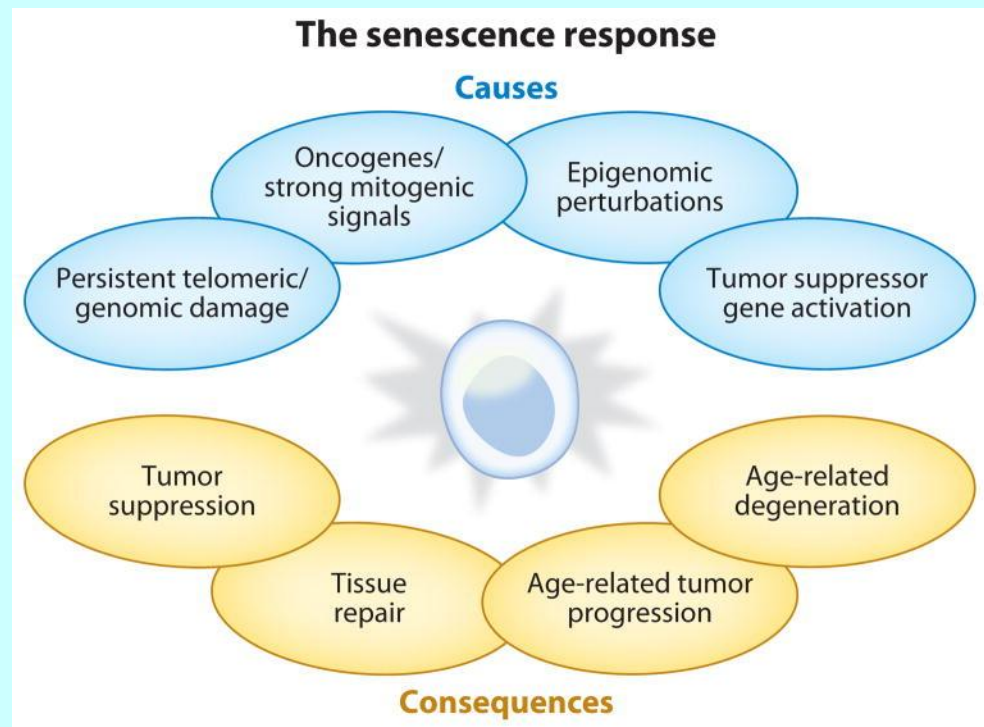 The senescence response
Causes
Oncogenes/
strong mitogenic
signals
Epigenomic
perturbations
Persistent telomeric/
genomic damage
Tumor suppressor
gene activation
Tumor
suppression
Age-related
degeneration
Tissue
repair
Age-related tumor
progression
Consequences